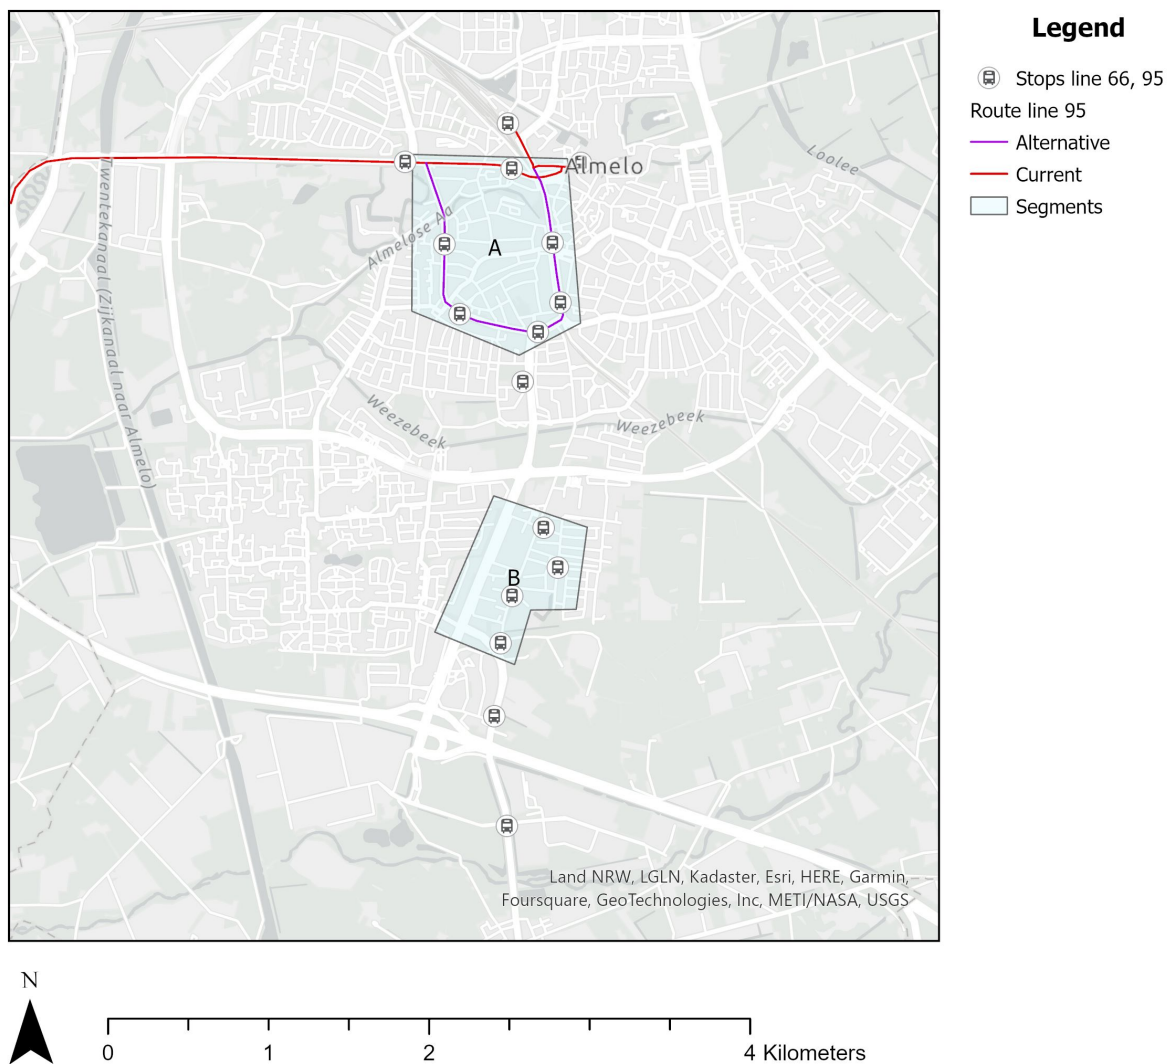 Legend
Stops line 66, 95
Route line 95
Alternative
Current
Segments
Almelo
Loolee
Almelose Aa
A
Twentekanaal (Zijkanaal naar Almelo)
Weezebeek
Weezebeek
B
Land NRW, LGLN, Kadaster, Esri, HERE, Garmin,
Foursquare, GeoTechnologies, Inc, METI/NASA, USGS
N
0 1 2 4 Kilometers